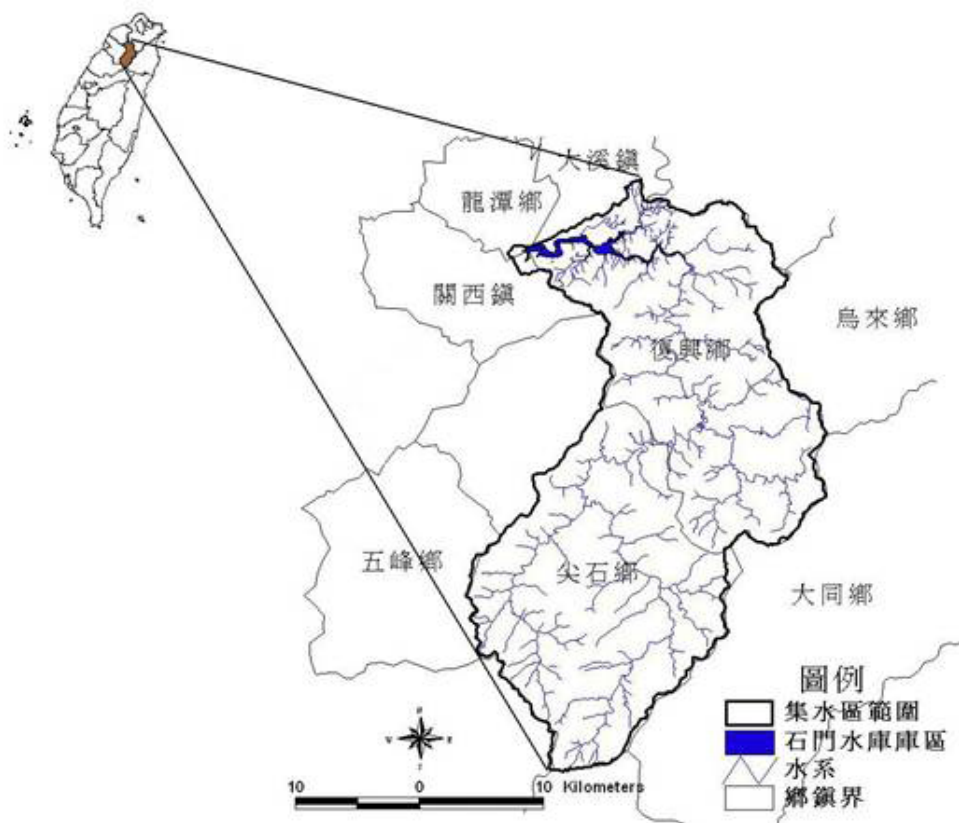 大溪鎮
龍潭鄉
關西鎮
烏來鄉
復興鄉
五峰鄉
尖石鄉
大同鄉
圖例
集水區範圍
石門水庫庫區
水系
鄉鎮界
N
W E
10 0 10 Kilometers